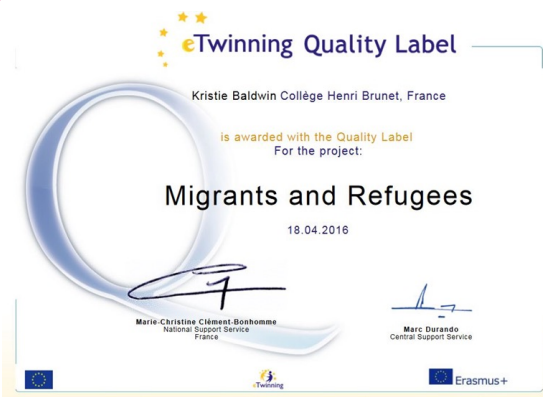 eTwinning Quality Label
Kristie Baldwin Collège Henri Brunet, France
is awarded with the Quality Label
For the project:
Migrants and Refugees
18.04.2016
Marie-Christine Clément-Bonhomme
National Support Service
France
Marc Durando
Central Support Service
eTwinning
Erasmus+